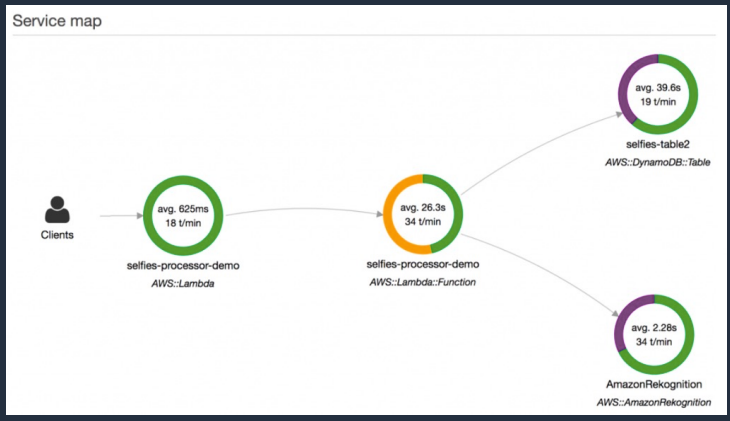 Service map
Clients
avg. 625ms
18 t/min
selfies-processor-demo
AWS::Lambda
avg. 26.3s
34 t/min
selfies-processor-demo
AWS::Lambda::Function
avg. 39.6s
19 t/min
selfies-table2
AWS::DynamoDB::Table
avg. 2.28s
34 t/min
AmazonRekognition
AWS::AmazonRekognition